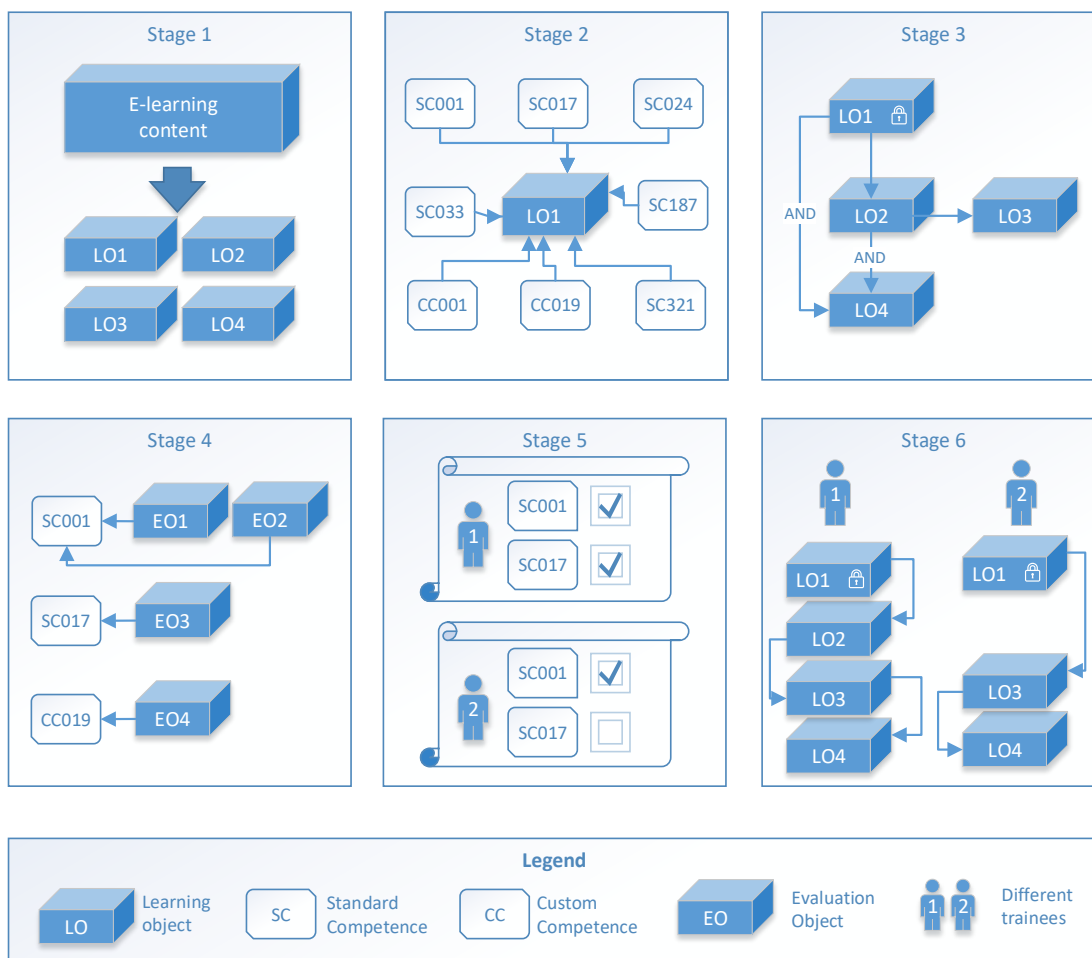 Stage 1
E-learning
content
LO1
LO2
LO3
LO4
Stage 2
SC001
SC017
SC024
SC033
LO1
SC187
CC001
CC019
SC321
Stage 3
LO1
AND
LO2
LO3
AND
LO4
Stage 4
SC001
EO1
EO2
SC017
EO3
CC019
EO4
Stage 5
1
SC001
SC017
2
SC001
SC017
Stage 6
1
2
LO1
LO1
LO2
LO3
LO3
LO4
LO4
Legend
LO
Learning
object
SC
Standard
Competence
CC
Custom
Competence
EO
Evaluation
Object
1 2
Different
trainees